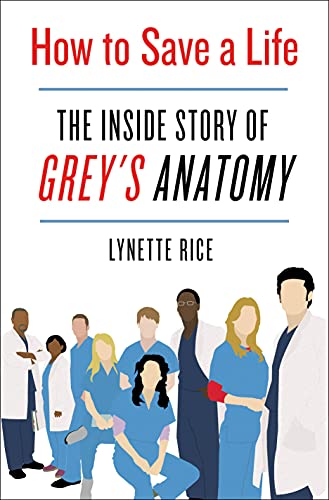 How to Save a Life
THE INSIDE STORY OF
GREY'S ANATOMY
LYNETTE RICE